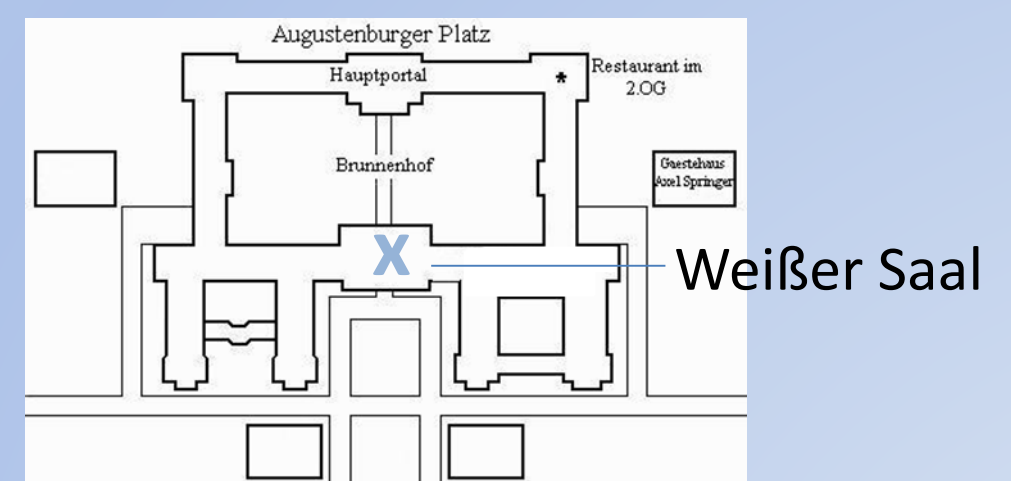 Augustenburger Platz
Hauptportal
*
Restaurant im
2.OG
Brunnenhof
Gaestehaus
Axel Springer
X
Weißer Saal